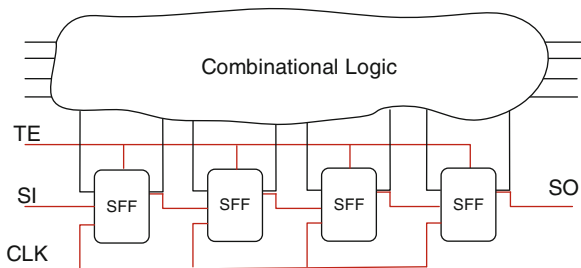 Combinational Logic
TE
SI
SFF
SFF
SFF
SFF
SO
CLK